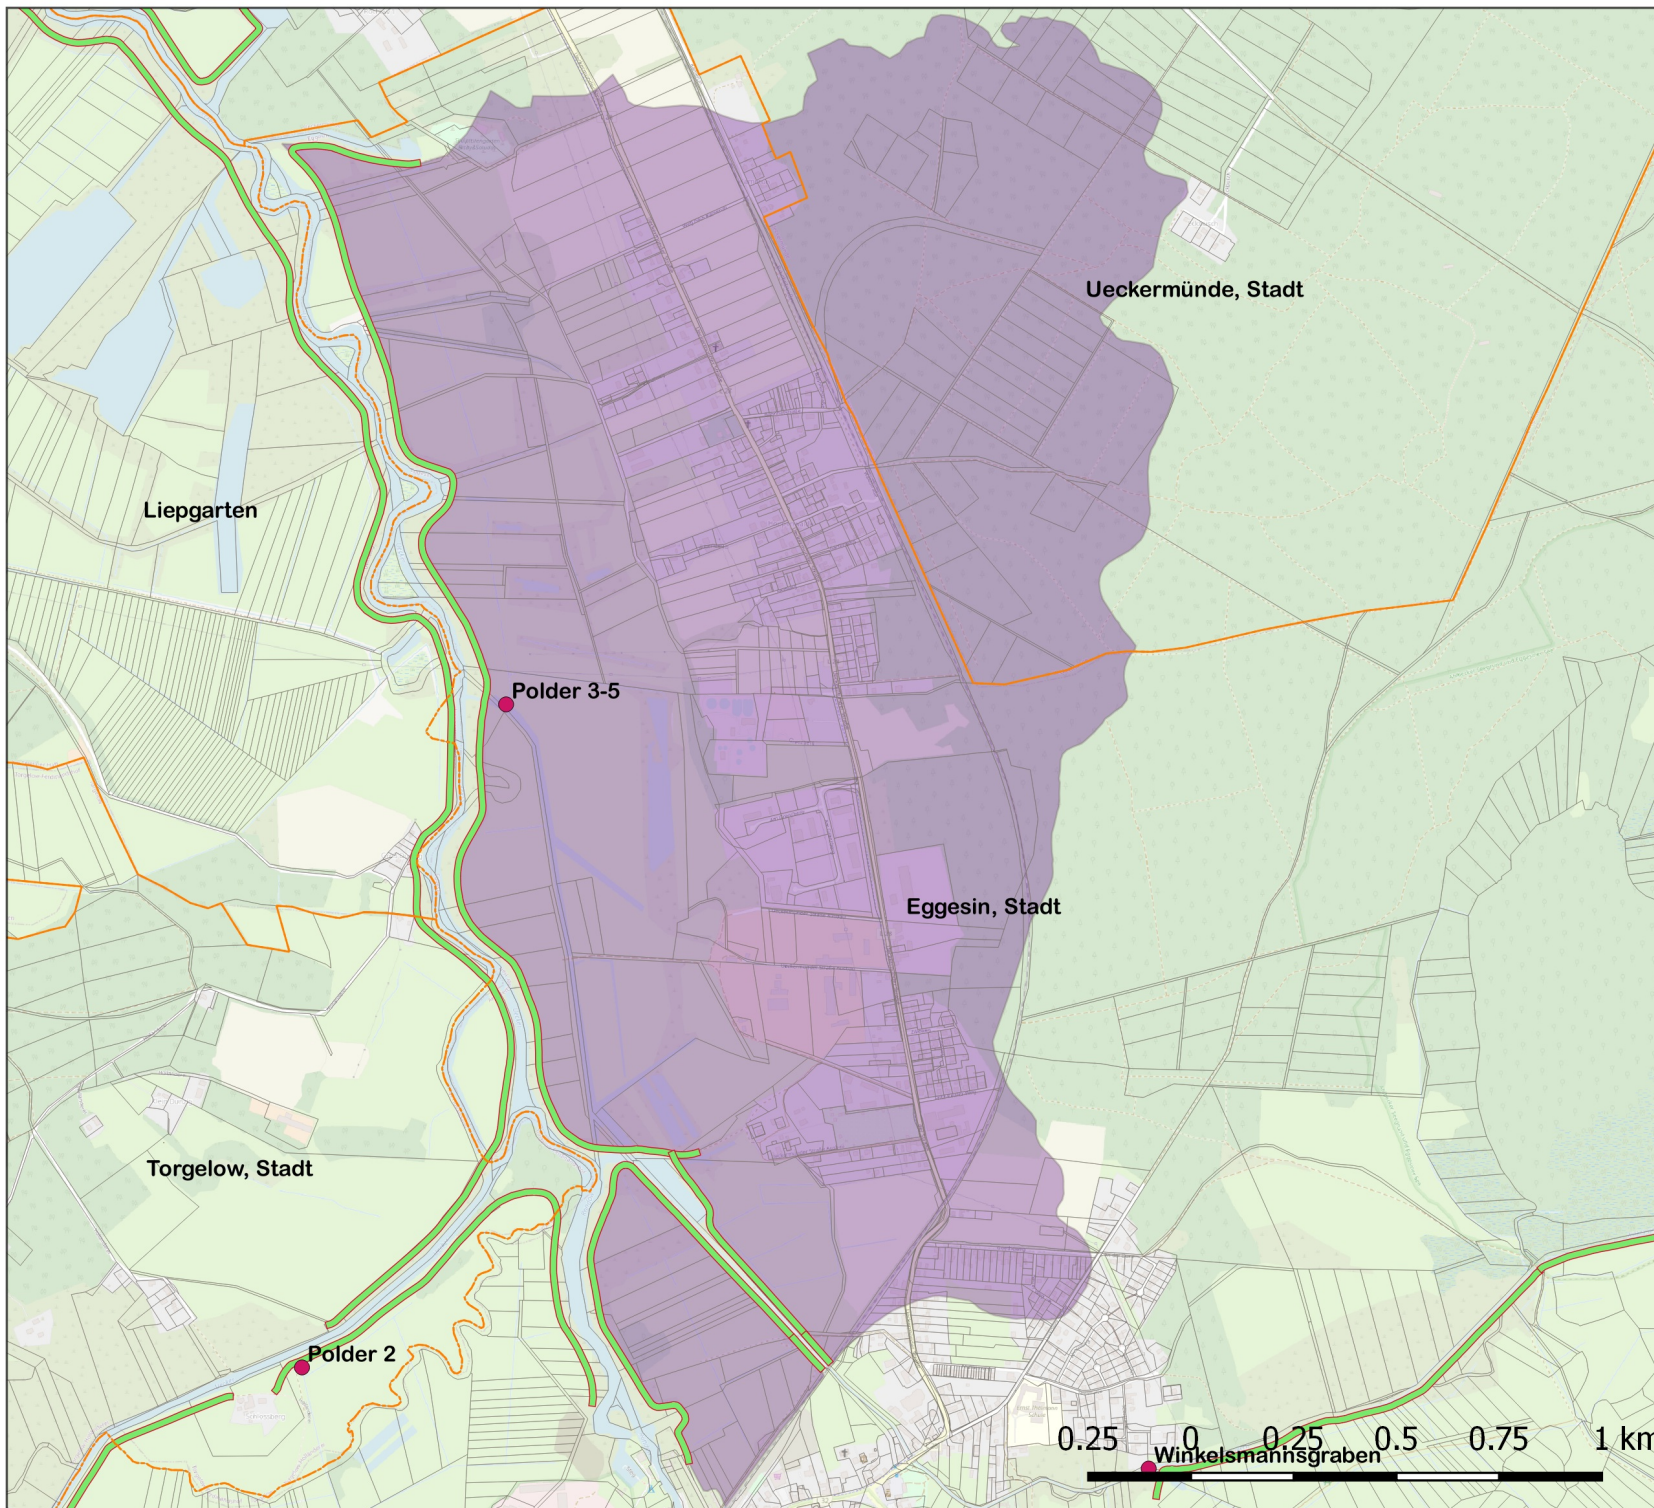 Ueckermünde, Stadt
Liepgarten
Polder 3-5
Eggesin, Stadt
Torgelow, Stadt
Polder 2
0.25 0 0.25 0.5 0.75 1 km
Winkelsmannsgraben